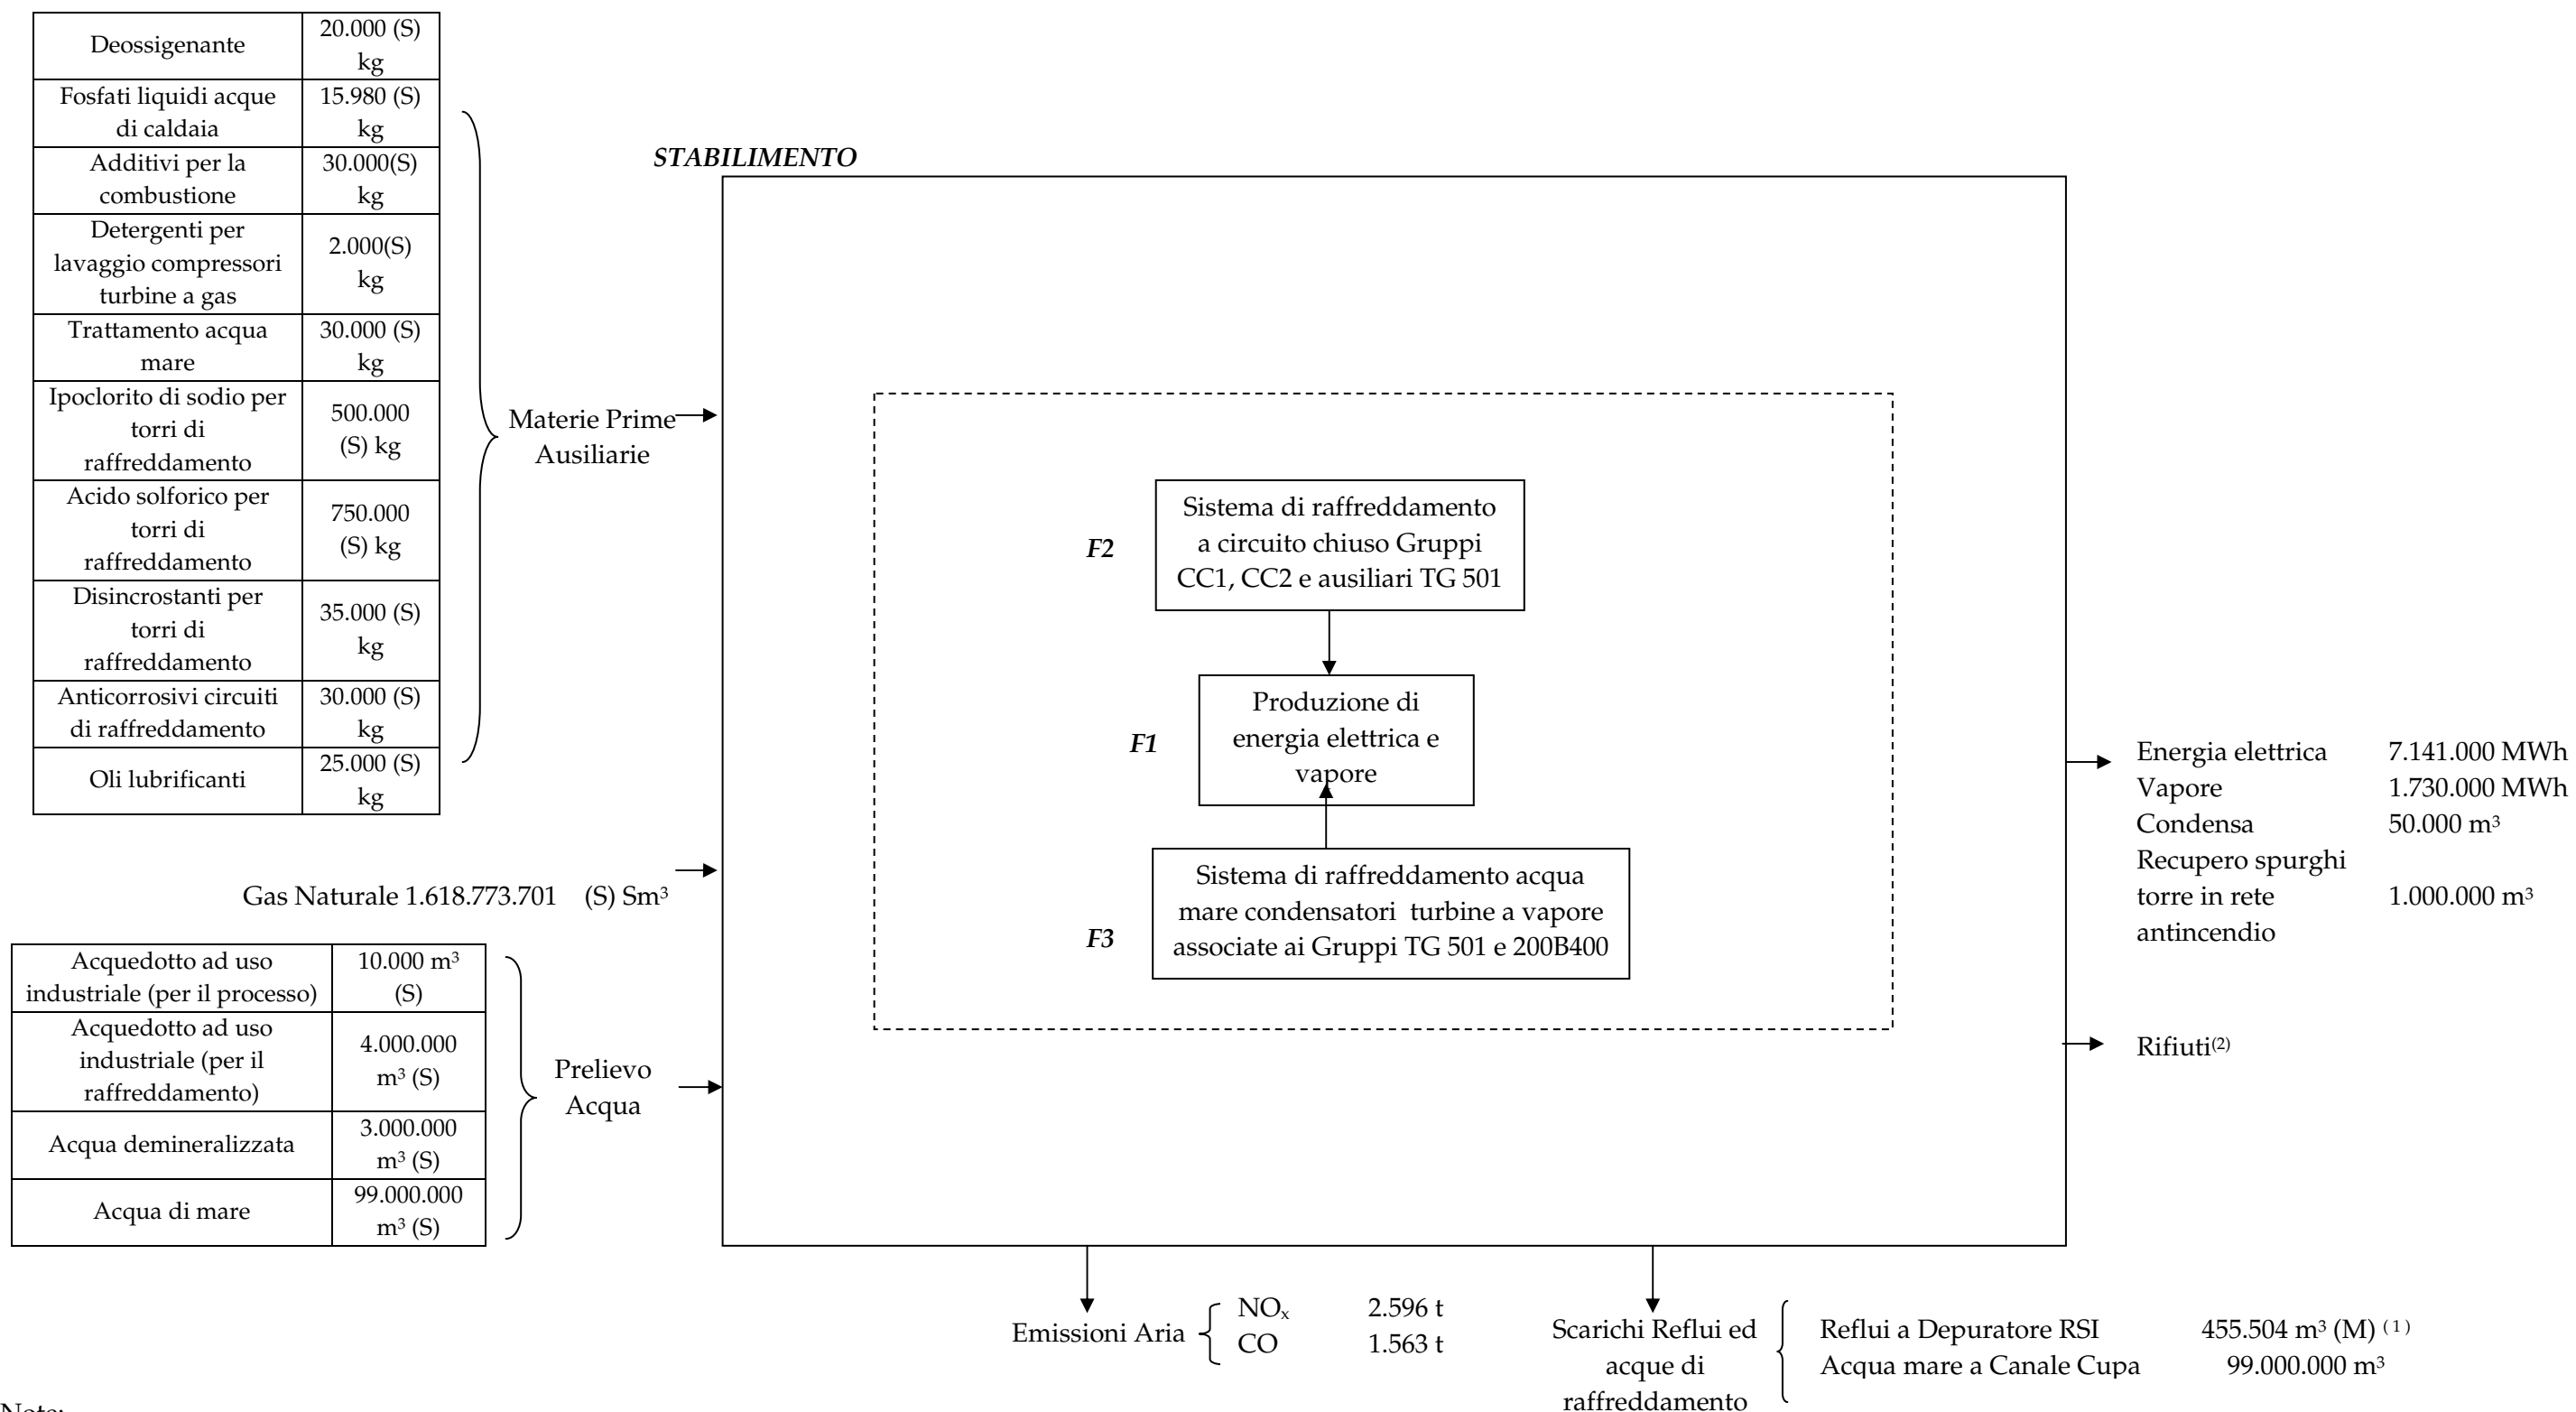 Deossigenante
20.000 (S)
kg
Fosfati liquidi acque
di caldaia
15.980 (S)
kg
Additivi per la
combustione
30.000(S)
kg
Detergenti per
lavaggio compressori
turbine a gas
2.000(S)
kg
Trattamento acqua
mare
30.000 (S)
kg
Ipoclorito di sodio per
torri di
raffreddamento
500.000
(S) kg
Acido solforico per
torri di
raffreddamento
750.000
(S) kg
Disincrostanti per
torri di
raffreddamento
35.000 (S)
kg
Anticorrosivi circuiti
di raffreddamento
30.000 (S)
kg
Oli lubrificanti
25.000 (S)
kg
Materie Prime
Ausiliarie
Gas Naturale 1.618.773.701 (S) Sm³
Acquedotto ad uso
industriale (per il processo)
10.000 m³
(S)
Acquedotto ad uso
industriale (per il
raffreddamento)
4.000.000
m³ (S)
Acqua demineralizzata
3.000.000
m³ (S)
Acqua di mare
99.000.000
m³ (S)
Prelievo
Acqua
STABILIMENTO
F2
Sistema di raffreddamento
a circuito chiuso Gruppi
CC1, CC2 e ausiliari TG 501
F1
Produzione di
energia elettrica e
vapore
F3
Sistema di raffreddamento acqua
mare condensatori turbine a vapore
associate ai Gruppi TG 501 e 200B400
Energia elettrica 7.141.000 MWh
Vapore 1.730.000 MWh
Condensa 50.000 m³
Recupero spurghi
torre in rete 1.000.000 m³
antincendio
Rifiuti⁽²⁾
Emissioni Aria
NOₓ 2.596 t
CO 1.563 t
Scarichi Reflui ed
acque di
raffreddamento
Reflui a Depuratore RSI 455.504 m³ (M) ⁽¹⁾
Acqua mare a Canale Cupa 99.000.000 m³
Note: